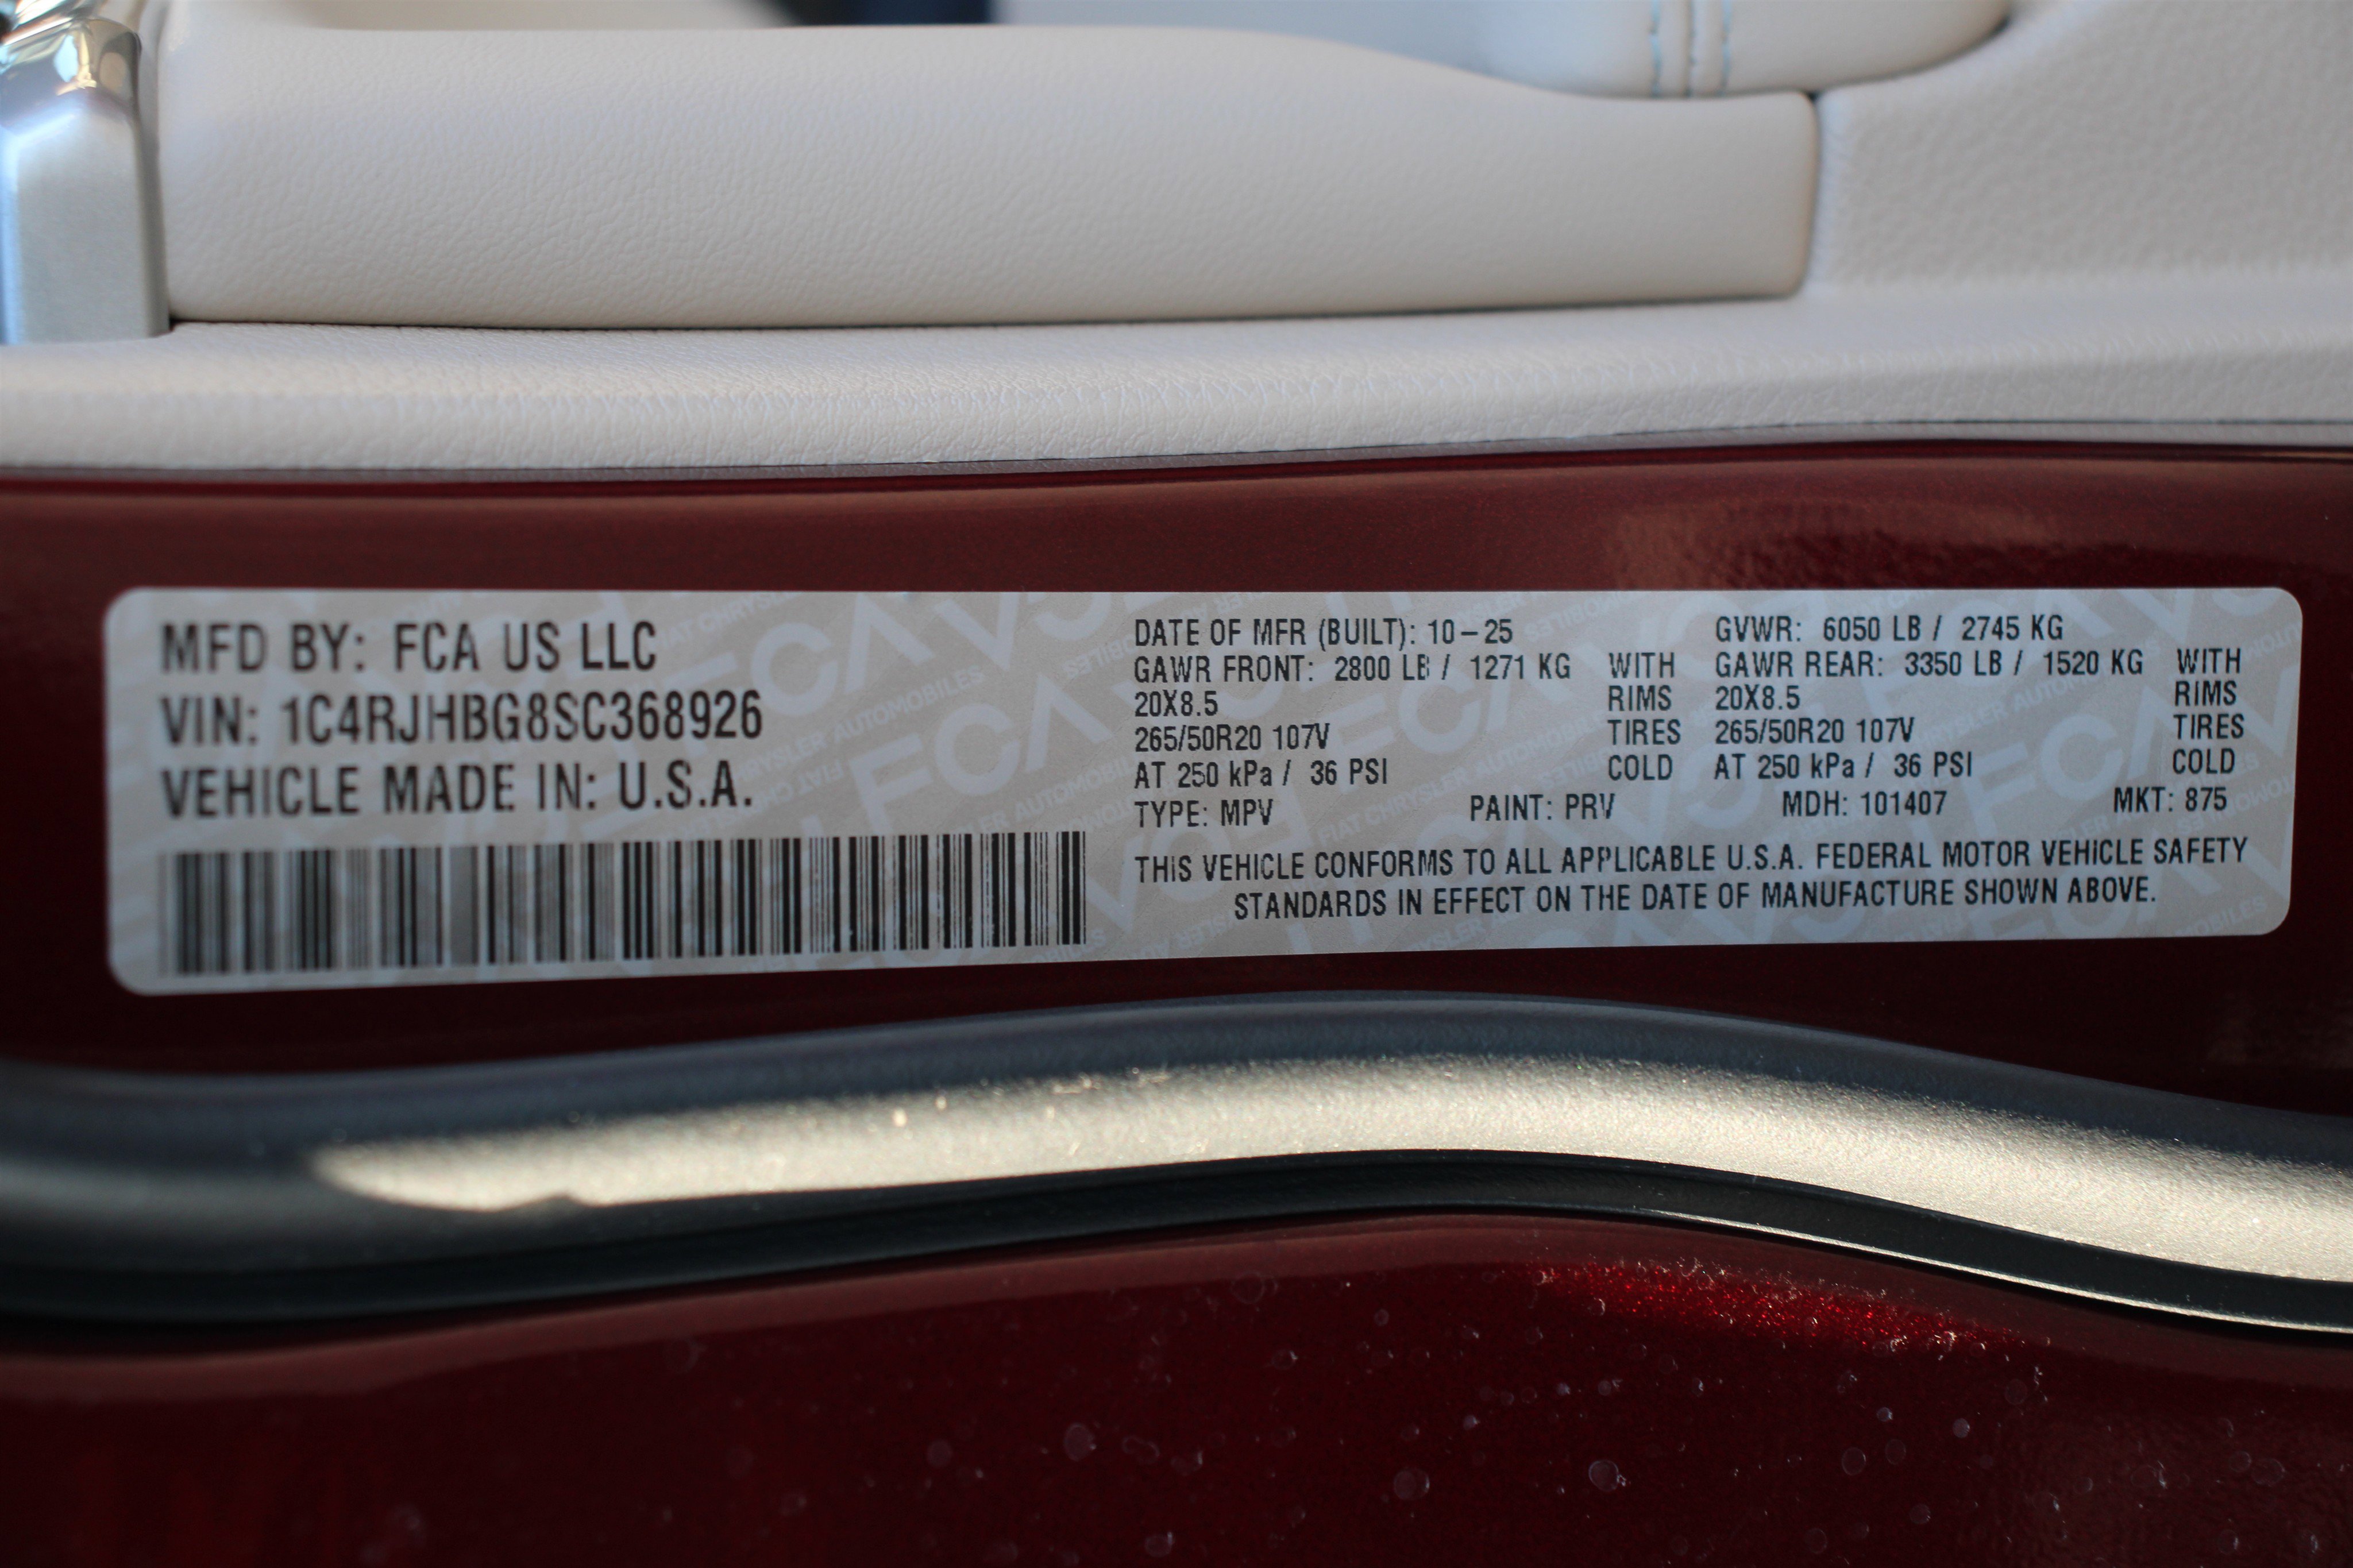 MFD BY: FCA US LLC
VIN: 1C4RJHBG8SC368926
VEHICLE MADE IN: U.S.A.
DATE OF MFR (BUILT): 10-25 GVWR: 6050 LB / 2745 KG
GAWR FRONT: 2800 LB / 1271 KG WITH GAWR REAR: 3350 LB / 1520 KG WITH
20X8.5 RIMS 20X8.5 RIMS
265/50R20 107V TIRES 265/50R20 107V TIRES
AT 250 kPa / 36 PSI COLD AT 250 kPa / 36 PSI COLD
TYPE: MPV PAINT: PRV MDH: 101407 MKT: 875
THIS VEHICLE CONFORMS TO ALL APPLICABLE U.S.A. FEDERAL MOTOR VEHICLE SAFETY
STANDARDS IN EFFECT ON THE DATE OF MANUFACTURE SHOWN ABOVE.